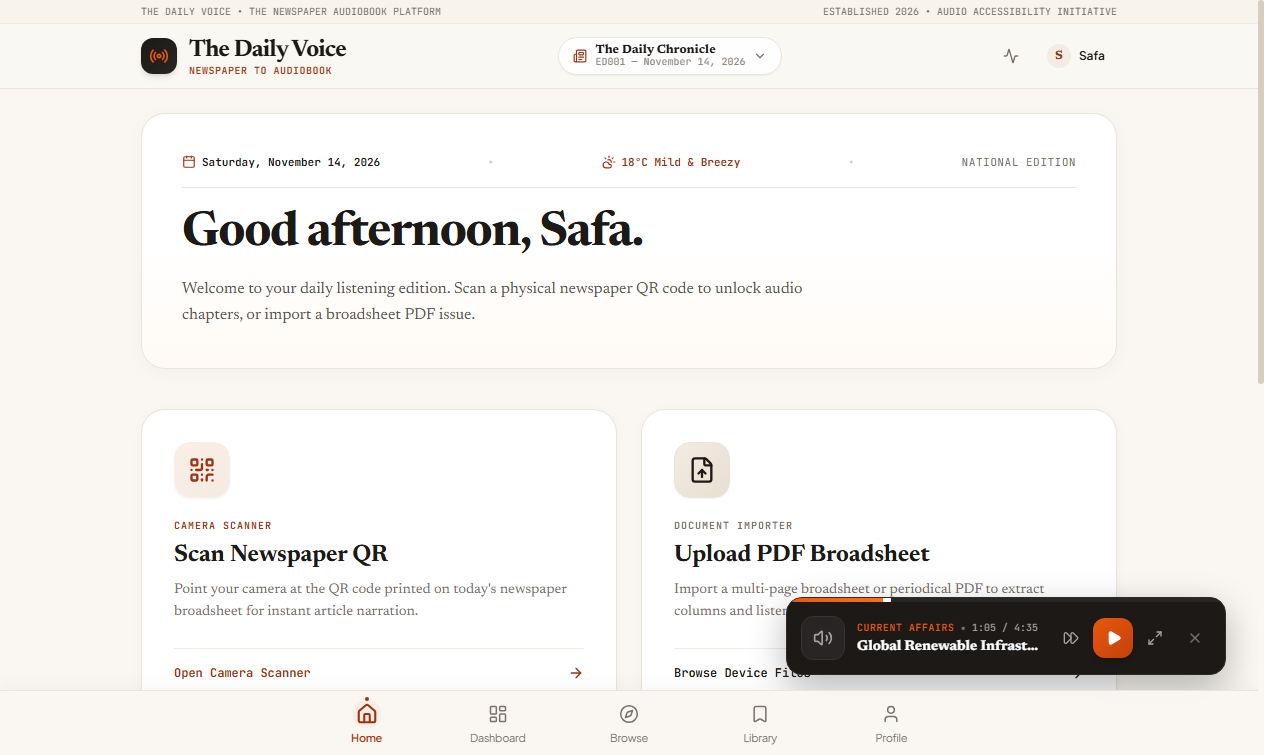 THE DAILY VOICE • THE NEWSPAPER AUDIOBOOK PLATFORM
ESTABLISHED 2026 • AUDIO ACCESSIBILITY INITIATIVE
The Daily Voice
NEWSPAPER TO AUDIOBOOK
The Daily Chronicle
ED001 — November 14, 2026
S
Safa
Saturday, November 14, 2026
•
18°C Mild & Breezy
•
NATIONAL EDITION
Good afternoon, Safa.
Welcome to your daily listening edition. Scan a physical newspaper QR code to unlock audio
chapters, or import a broadsheet PDF issue.
CAMERA SCANNER
Scan Newspaper QR
Point your camera at the QR code printed on today's newspaper
broadsheet for instant article narration.
Open Camera Scanner
DOCUMENT IMPORTER
Upload PDF Broadsheet
Import a multi-page broadsheet or periodical PDF to extract
columns and listen
Browse Device Files
CURRENT AFFAIRS • 1:05 / 4:35
Global Renewable Infrast...
Home
Dashboard
Browse
Library
Profile